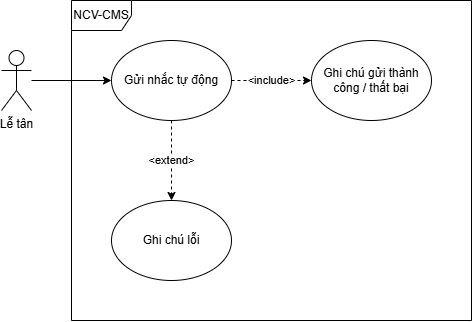 NCV-CMS
Gửi nhắc tự động
<include>
Ghi chú gửi thành
công / thất bại
Lễ tân
<extend>
Ghi chú lỗi